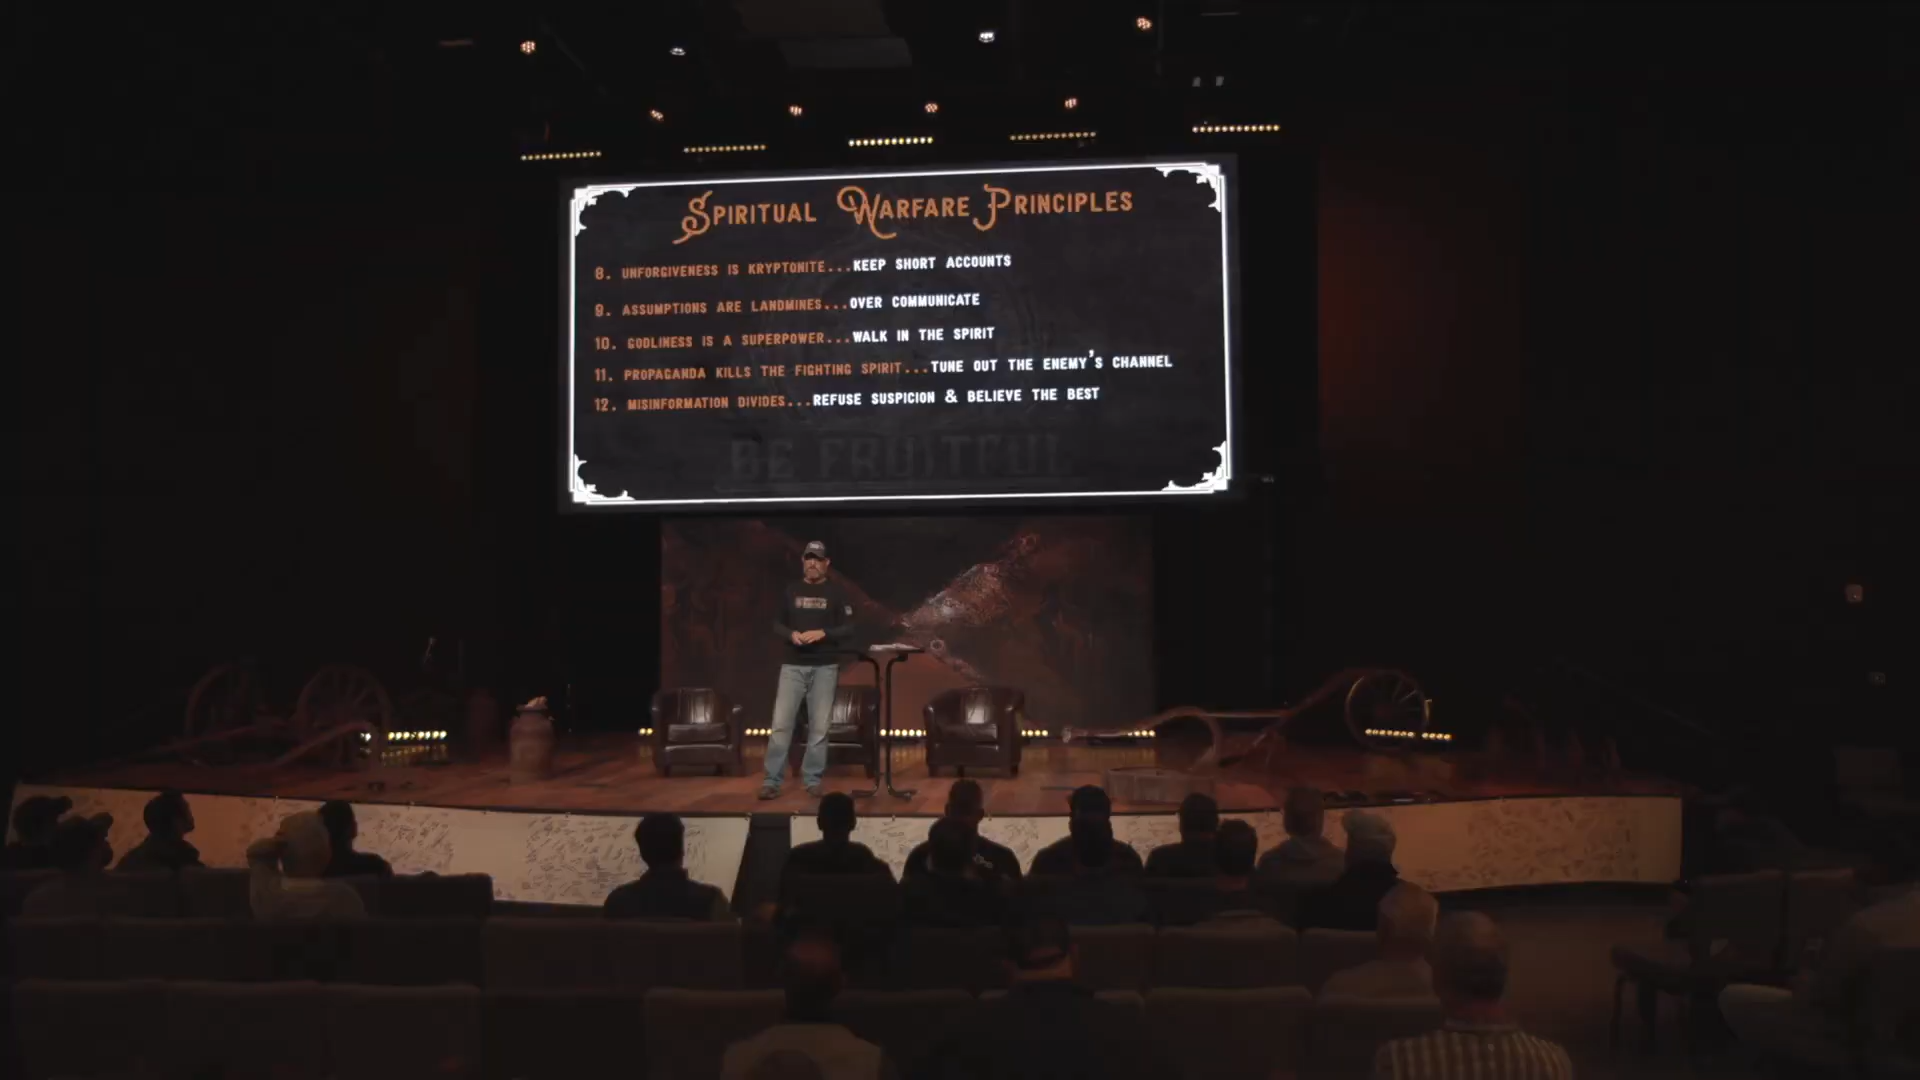 SPIRITUAL WARFARE PRINCIPLES
8. UNFORGIVENESS IS KRYPTONITE...KEEP SHORT ACCOUNTS
9. ASSUMPTIONS ARE LANDMINES...OVER COMMUNICATE
10. GODLINESS IS A SUPERPOWER...WALK IN THE SPIRIT
11. PROPAGANDA KILLS THE FIGHTING SPIRIT...TUNE OUT THE ENEMY'S CHANNEL
12. MISINFORMATION DIVIDES...REFUSE SUSPICION & BELIEVE THE BEST
BE FRUITFUL